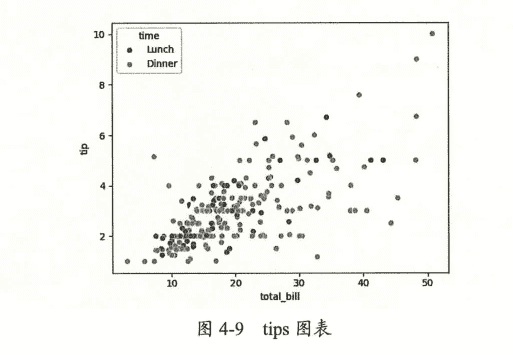 time
Lunch
Dinner
10
8
6
4
2
tip
10
20
30
40
50
total_bill
图 4-9 tips 图表